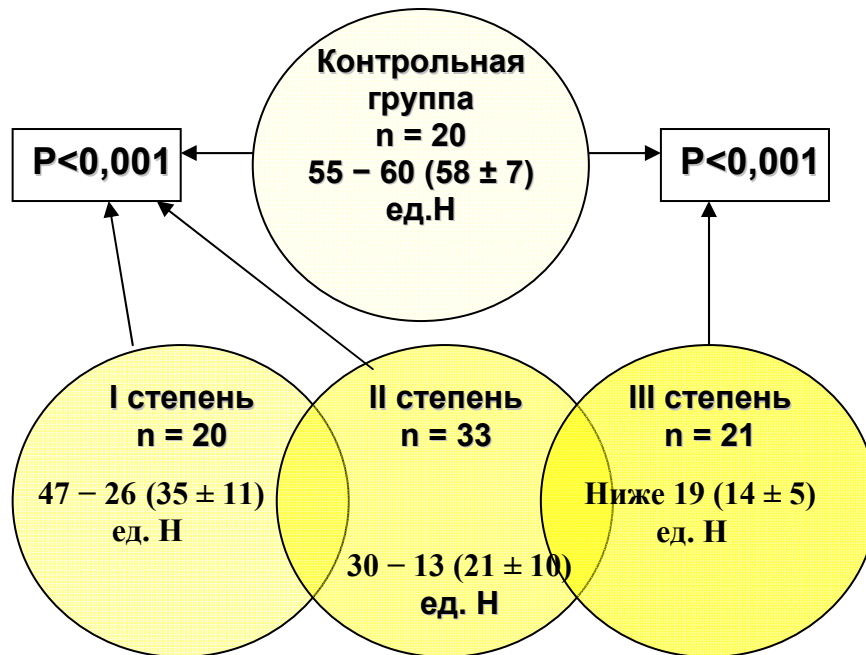 Контрольная
группа
n = 20
55 – 60 (58 ± 7)
ед.Н
P<0,001
P<0,001
I степень
n = 20
47 – 26 (35 ± 11)
ед. Н
II степень
n = 33
30 – 13 (21 ± 10)
ед. Н
III степень
n = 21
Ниже 19 (14 ± 5)
ед. Н